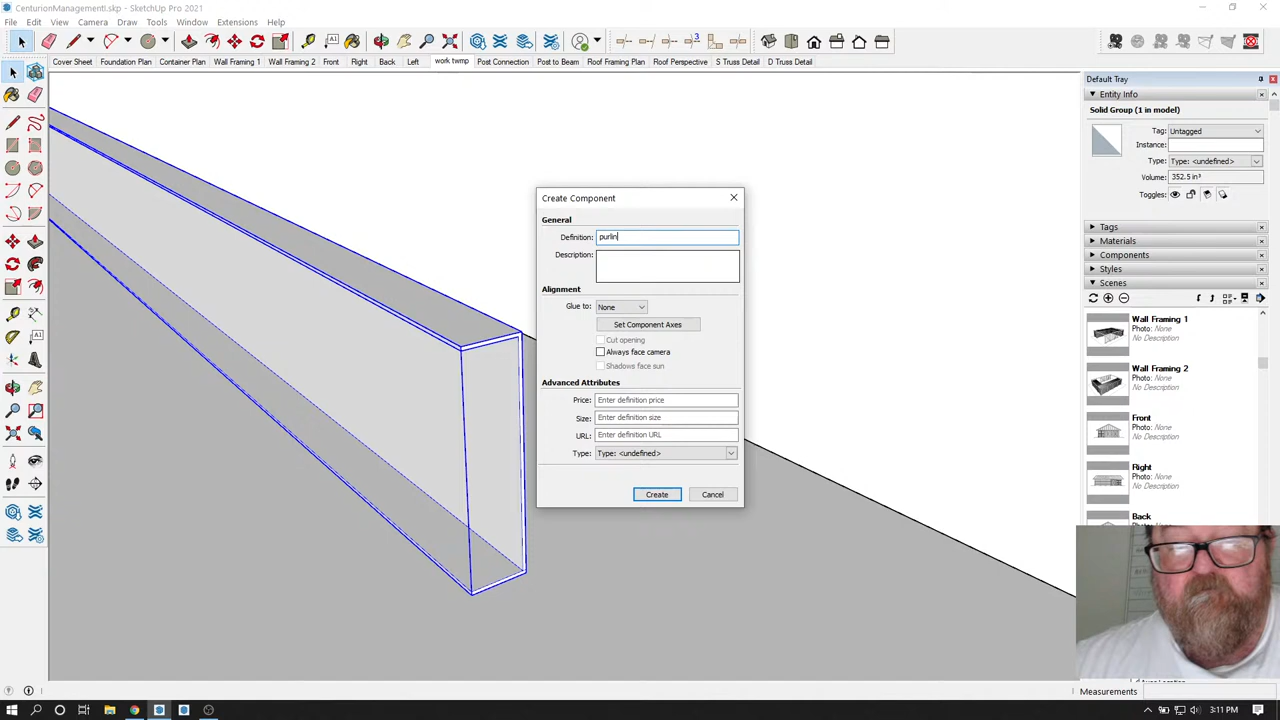 CenturionManagementI.skp - SketchUp Pro 2021
File Edit View Camera Draw Tools Window Extensions Help
Cover Sheet Foundation Plan Container Plan Wall Framing 1 Wall Framing 2 Front Right Back Left work twmp Post Connection Post to Beam Roof Framing Plan Roof Perspective S Truss Detail D Truss Detail
Default Tray
Entity Info
Solid Group (1 in model)
Tag: Untagged
Instance:
Type: Type: <undefined>
Volume: 352.5 in³
Toggles:
Tags
Materials
Components
Styles
Scenes
Wall Framing 1
Photo: None
No Description
Wall Framing 2
Photo: None
No Description
Front
Photo: None
No Description
Right
Photo: None
No Description
Back
Create Component
General
Definition: purlin
Description:
Alignment
Glue to: None
Set Component Axes
Cut opening
Always face camera
Shadows face sun
Advanced Attributes
Price: Enter definition price
Size: Enter definition size
URL: Enter definition URL
Type: Type: <undefined>
Create Cancel
Measurements
3:11 PM